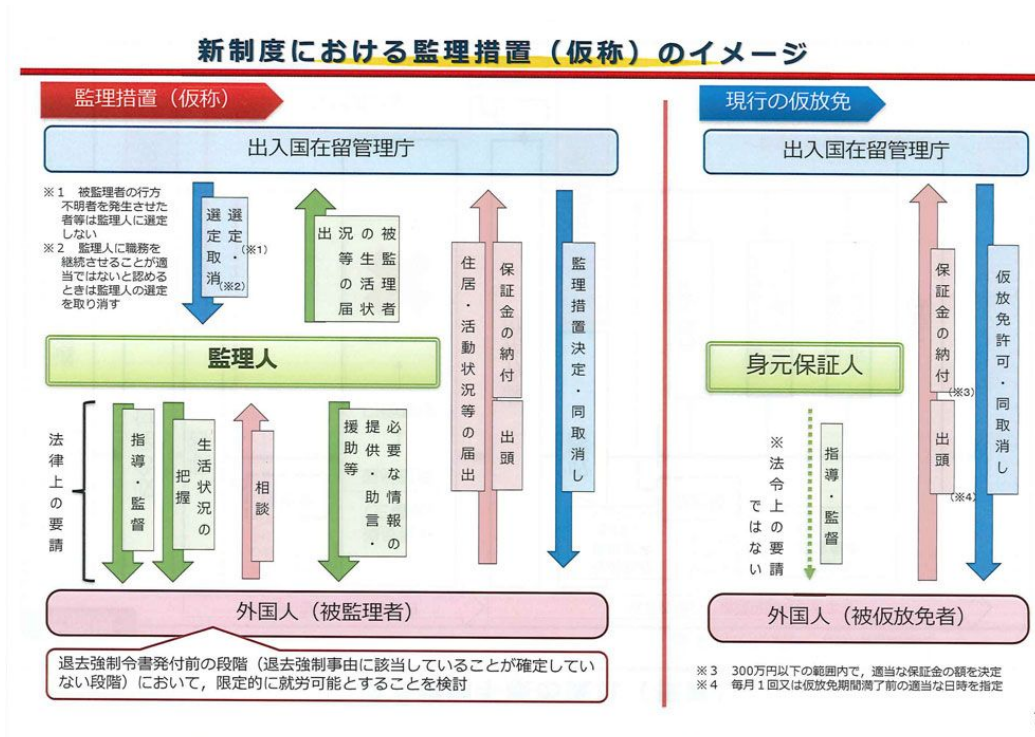 新制度における監理措置（仮称）のイメージ
監理措置（仮称）
出入国在留管理庁
※１　被監理者の行方
不明者を発生させた
者等は監理人に選定
しない
※２　監理人に職務を
継続させることが適
当ではないと認める
ときは監理人の選定
を取り消す
選定・(※1)
選定取消(※2)
被監理者
の生活状
況等の届
出
住居・活動状況等の届出
保証金の納付
出頭
監理措置決定・同取消し
監理人
法律上の要請
指導・監督
生活状況の
把握
相談
必要な情報の
提供・助言・
援助等
外国人（被監理者）
退去強制令書発付前の段階（退去強制事由に該当していることが確定してい
ない段階）において，限定的に就労可能とすることを検討
現行の仮放免
出入国在留管理庁
身元保証人
※法令上の要請
ではない
指導・監督
保証金の納付(※3)
出頭(※4)
仮放免許可・同取消し
外国人（被仮放免者）
※３　300万円以下の範囲内で，適当な保証金の額を決定
※４　毎月１回又は仮放免期間満了前の適当な日時を指定